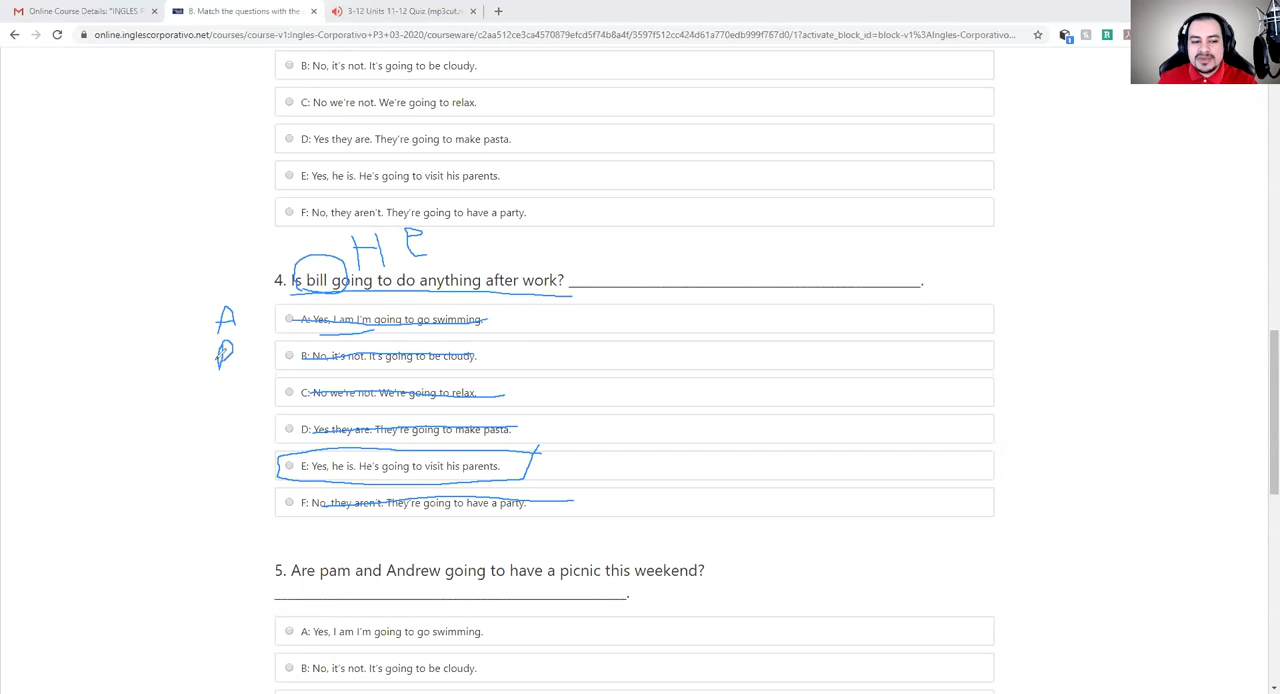 Online Course Details: "INGLES P
B. Match the questions with the
3-12 Units 11-12 Quiz (mp3cut.
online.inglescorporativo.net/courses/course-v1:Ingles-Corporativo+P3+03-2020/courseware/c2aa512ce3ca4570879efcd5f74b8a4f/3597f512cc424d61a770edb999f767d0/1?activate_block_id=block-v1%3AIngles-Corporativo...
B: No, it's not. It's going to be cloudy.
C: No we're not. We're going to relax.
D: Yes they are. They're going to make pasta.
E: Yes, he is. He's going to visit his parents.
F: No, they aren't. They're going to have a party.
H E
4. Is bill going to do anything after work? ______________________________.
A
A: Yes, I am I'm going to go swimming.
B: No, it's not. It's going to be cloudy.
C: No we're not. We're going to relax.
D: Yes they are. They're going to make pasta.
E: Yes, he is. He's going to visit his parents.
F: No, they aren't. They're going to have a party.
5. Are pam and Andrew going to have a picnic this weekend?
______________________________.
A: Yes, I am I'm going to go swimming.
B: No, it's not. It's going to be cloudy.